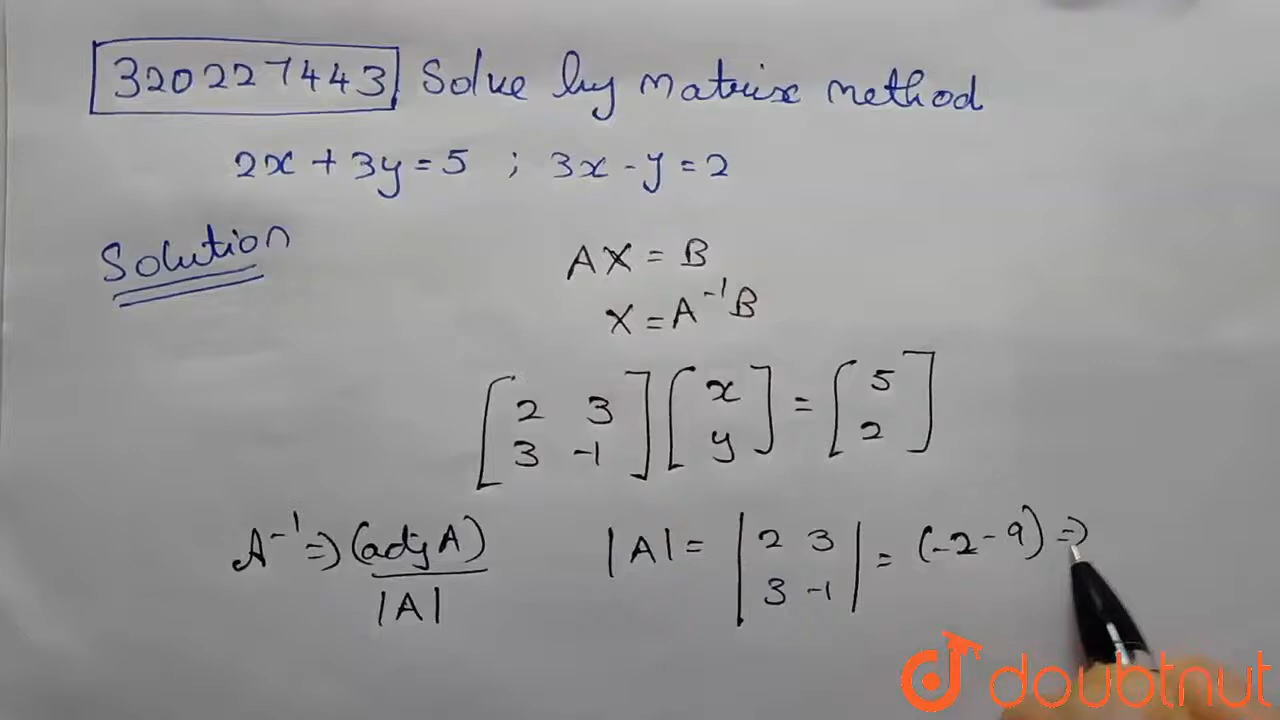 320227443 Solve by matrix method
2x + 3y = 5 ; 3x - y = 2
Solution
AX = B
X = A⁻¹B
[2 3
3 -1] [x
y] = [5
2]
A⁻¹ ⇒ (adj A)
|A|
|A| = |2 3
3 -1| = (-2 - 9) ⇒
doubtnut